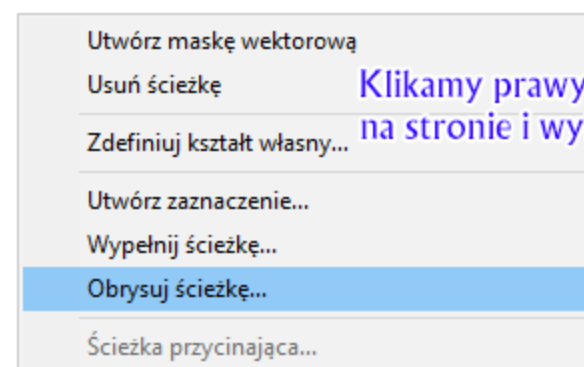 Utwórz maskę wektorową
Usuń ścieżkę
Klikamy prawy
na stronie i wy
Zdefiniuj kształt własny...
Utwórz zaznaczenie...
Wypełnij ścieżkę...
Obrysuj ścieżkę...
Ścieżka przycinająca...